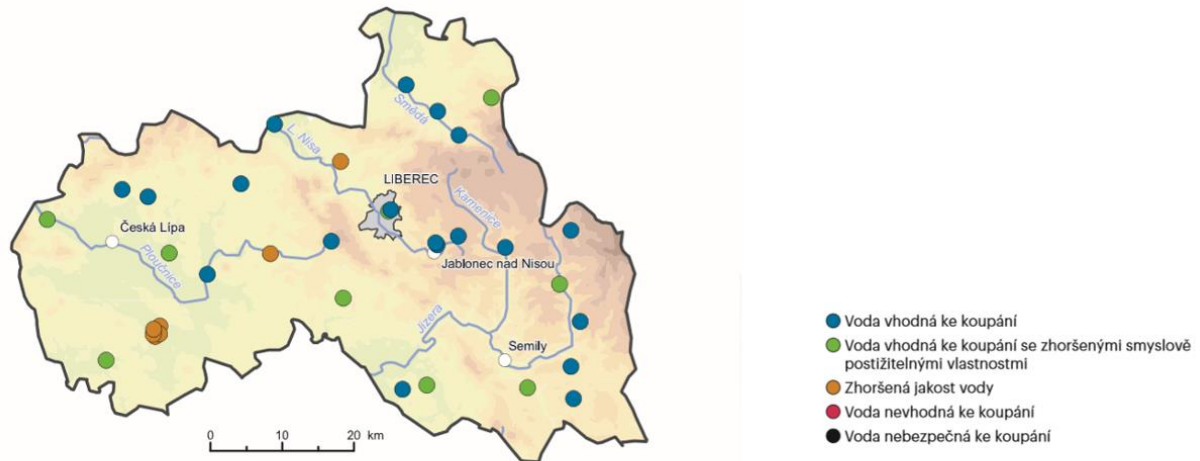 Smědá
L. Nisa
LIBEREC
Kamenice
Česká Lípa
Ploučnice
Jablonec nad Nisou
Jizera
Semily
0 10 20 km
Voda vhodná ke koupání
Voda vhodná ke koupání se zhoršenými smyslově
postižitelnými vlastnostmi
Zhoršená jakost vody
Voda nevhodná ke koupání
Voda nebezpečná ke koupání